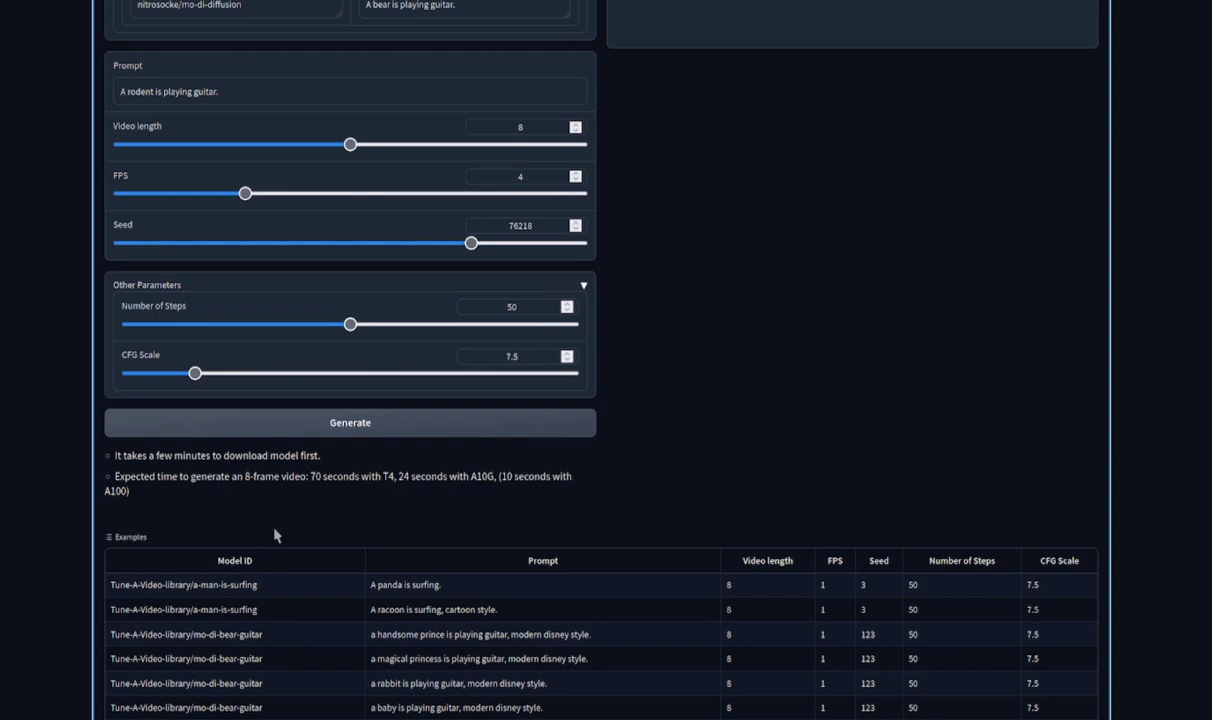 nitrosocke/mo-di-diffusion
A bear is playing guitar.
Prompt
A rodent is playing guitar.
Video length
8
FPS
4
Seed
76218
Other Parameters
Number of Steps
50
CFG Scale
7.5
Generate
It takes a few minutes to download model first.
Expected time to generate an 8-frame video: 70 seconds with T4, 24 seconds with A10G, (10 seconds with
A100)
Examples
Model ID Prompt Video length FPS Seed Number of Steps CFG Scale
Tune-A-Video-library/a-man-is-surfing A panda is surfing. 8 1 3 50 7.5
Tune-A-Video-library/a-man-is-surfing A racoon is surfing, cartoon style. 8 1 3 50 7.5
Tune-A-Video-library/mo-di-bear-guitar a handsome prince is playing guitar, modern disney style. 8 1 123 50 7.5
Tune-A-Video-library/mo-di-bear-guitar a magical princess is playing guitar, modern disney style. 8 1 123 50 7.5
Tune-A-Video-library/mo-di-bear-guitar a rabbit is playing guitar, modern disney style. 8 1 123 50 7.5
Tune-A-Video-library/mo-di-bear-guitar a baby is playing guitar, modern disney style. 8 1 123 50 7.5